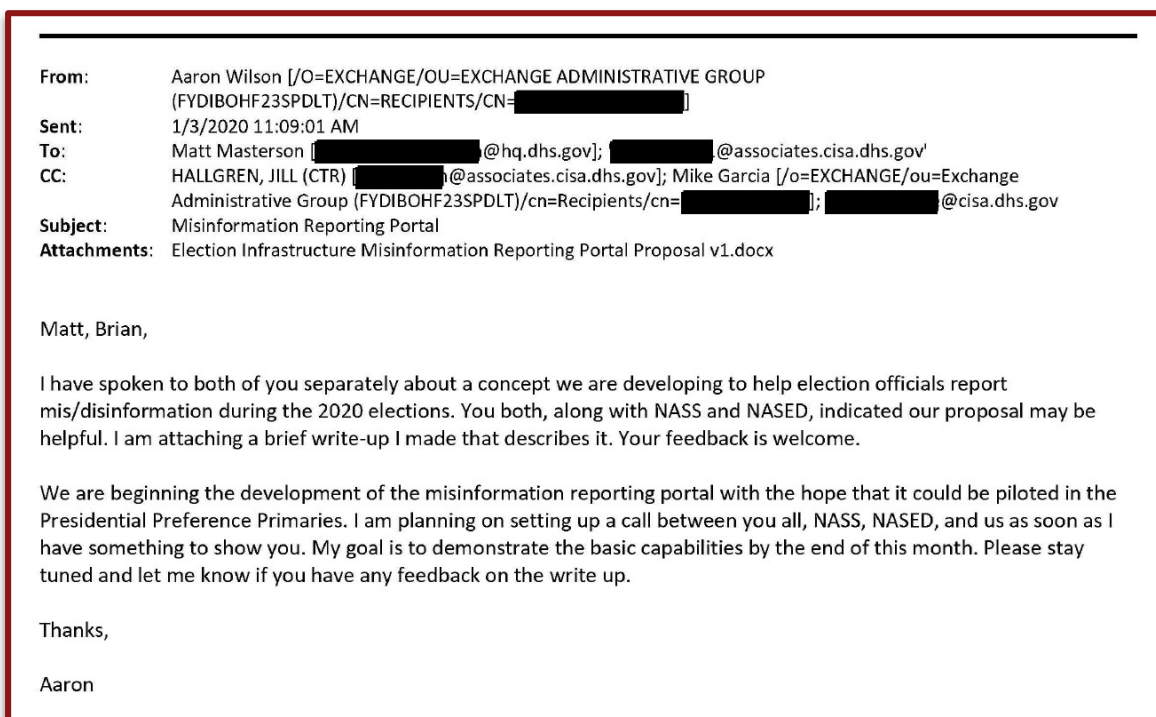 From: Aaron Wilson [/O=EXCHANGE/OU=EXCHANGE ADMINISTRATIVE GROUP
(FYDIBOHF23SPDLT)/CN=RECIPIENTS/CN= ]
Sent: 1/3/2020 11:09:01 AM
To: Matt Masterson [ @hq.dhs.gov]; ' .@associates.cisa.dhs.gov'
CC: HALLGREN, JILL (CTR) [ @associates.cisa.dhs.gov]; Mike Garcia [/o=EXCHANGE/ou=Exchange
Administrative Group (FYDIBOHF23SPDLT)/cn=Recipients/cn= ]; @cisa.dhs.gov
Subject: Misinformation Reporting Portal
Attachments: Election Infrastructure Misinformation Reporting Portal Proposal v1.docx
Matt, Brian,
I have spoken to both of you separately about a concept we are developing to help election officials report
mis/disinformation during the 2020 elections. You both, along with NASS and NASED, indicated our proposal may be
helpful. I am attaching a brief write-up I made that describes it. Your feedback is welcome.
We are beginning the development of the misinformation reporting portal with the hope that it could be piloted in the
Presidential Preference Primaries. I am planning on setting up a call between you all, NASS, NASED, and us as soon as I
have something to show you. My goal is to demonstrate the basic capabilities by the end of this month. Please stay
tuned and let me know if you have any feedback on the write up.
Thanks,
Aaron